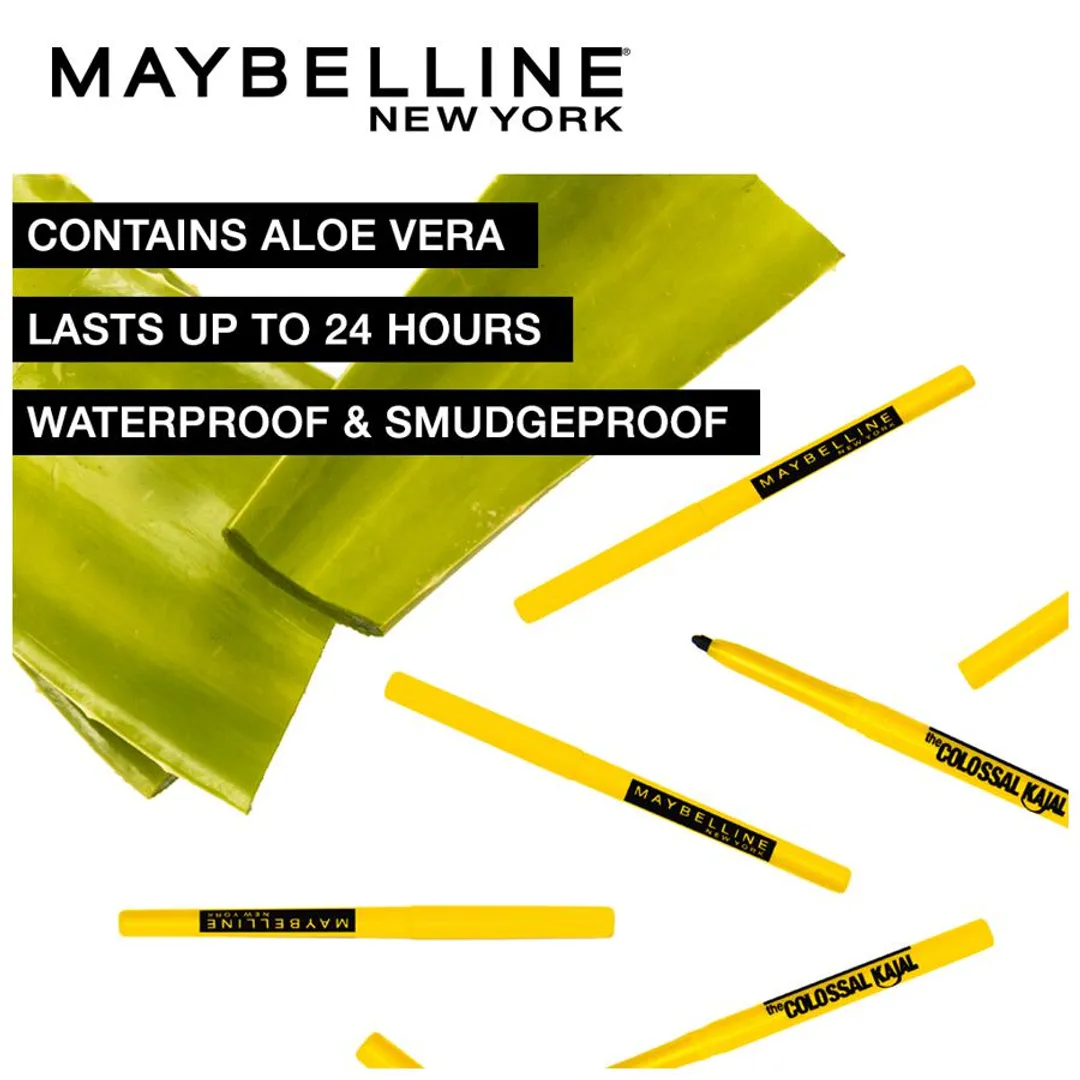 MAYBELLINE®
NEW YORK
CONTAINS ALOE VERA
LASTS UP TO 24 HOURS
WATERPROOF & SMUDGEPROOF
MAYBELLINE
NEW YORK
the COLOSSAL KAJAL
MAYBELLINE
NEW YORK
MAYBELLINE
NEW YORK
the COLOSSAL KAJAL